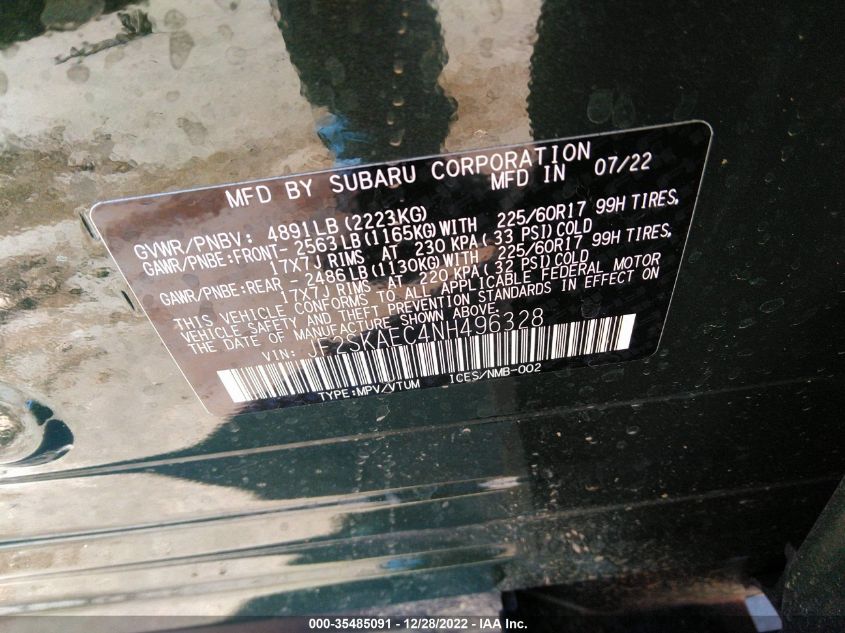 MFD BY SUBARU CORPORATION
MFD IN 07/22
GVWR/PNBV: 4891LB(2223KG)
GAWR/PNBE:FRONT- 2563LB(1165KG)WITH 225/60R17 99H TIRES,
17X7J RIMS AT 230 KPA( 33 PSI)COLD
GAWR/PNBE:REAR - 2486LB(1130KG)WITH 225/60R17 99H TIRES,
17X7J RIMS AT 220 KPA( 32 PSI)COLD
THIS VEHICLE CONFORMS TO ALL APPLICABLE FEDERAL MOTOR
VEHICLE SAFETY AND THEFT PREVENTION STANDARDS IN EFFECT ON
THE DATE OF MANUFACTURE SHOWN ABOVE.
VIN: JF2SKAEC4NH496328
TYPE:MPV/VTUM ICES/NMB-002
000-35485091 - 12/28/2022 - IAA Inc.